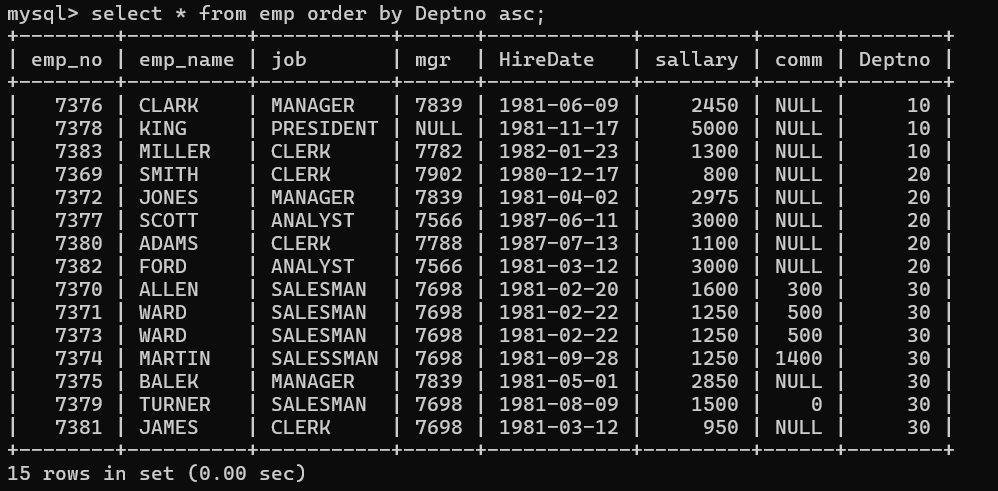 mysql> select * from emp order by Deptno asc;
+--------+----------+-----------+------+------------+---------+------+--------+
| emp_no | emp_name | job       | mgr  | HireDate   | sallary | comm | Deptno |
+--------+----------+-----------+------+------------+---------+------+--------+
|   7376 | CLARK    | MANAGER   | 7839 | 1981-06-09 |    2450 | NULL |     10 |
|   7378 | KING     | PRESIDENT | NULL | 1981-11-17 |    5000 | NULL |     10 |
|   7383 | MILLER   | CLERK     | 7782 | 1982-01-23 |    1300 | NULL |     10 |
|   7369 | SMITH    | CLERK     | 7902 | 1980-12-17 |     800 | NULL |     20 |
|   7372 | JONES    | MANAGER   | 7839 | 1981-04-02 |    2975 | NULL |     20 |
|   7377 | SCOTT    | ANALYST   | 7566 | 1987-06-11 |    3000 | NULL |     20 |
|   7380 | ADAMS    | CLERK     | 7788 | 1987-07-13 |    1100 | NULL |     20 |
|   7382 | FORD     | ANALYST   | 7566 | 1981-03-12 |    3000 | NULL |     20 |
|   7370 | ALLEN    | SALESMAN  | 7698 | 1981-02-20 |    1600 |  300 |     30 |
|   7371 | WARD     | SALESMAN  | 7698 | 1981-02-22 |    1250 |  500 |     30 |
|   7373 | WARD     | SALESMAN  | 7698 | 1981-02-22 |    1250 |  500 |     30 |
|   7374 | MARTIN   | SALESSMAN | 7698 | 1981-09-28 |    1250 | 1400 |     30 |
|   7375 | BALEK    | MANAGER   | 7839 | 1981-05-01 |    2850 | NULL |     30 |
|   7379 | TURNER   | SALESMAN  | 7698 | 1981-08-09 |    1500 |    0 |     30 |
|   7381 | JAMES    | CLERK     | 7698 | 1981-03-12 |     950 | NULL |     30 |
+--------+----------+-----------+------+------------+---------+------+--------+
15 rows in set (0.00 sec)